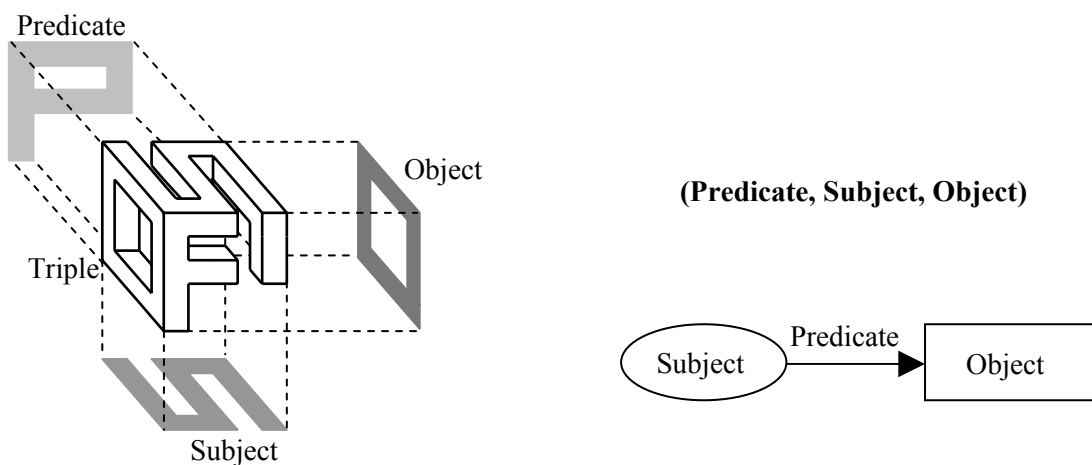 Predicate
Object
Triple
Subject
(Predicate, Subject, Object)
Predicate
Subject
Object